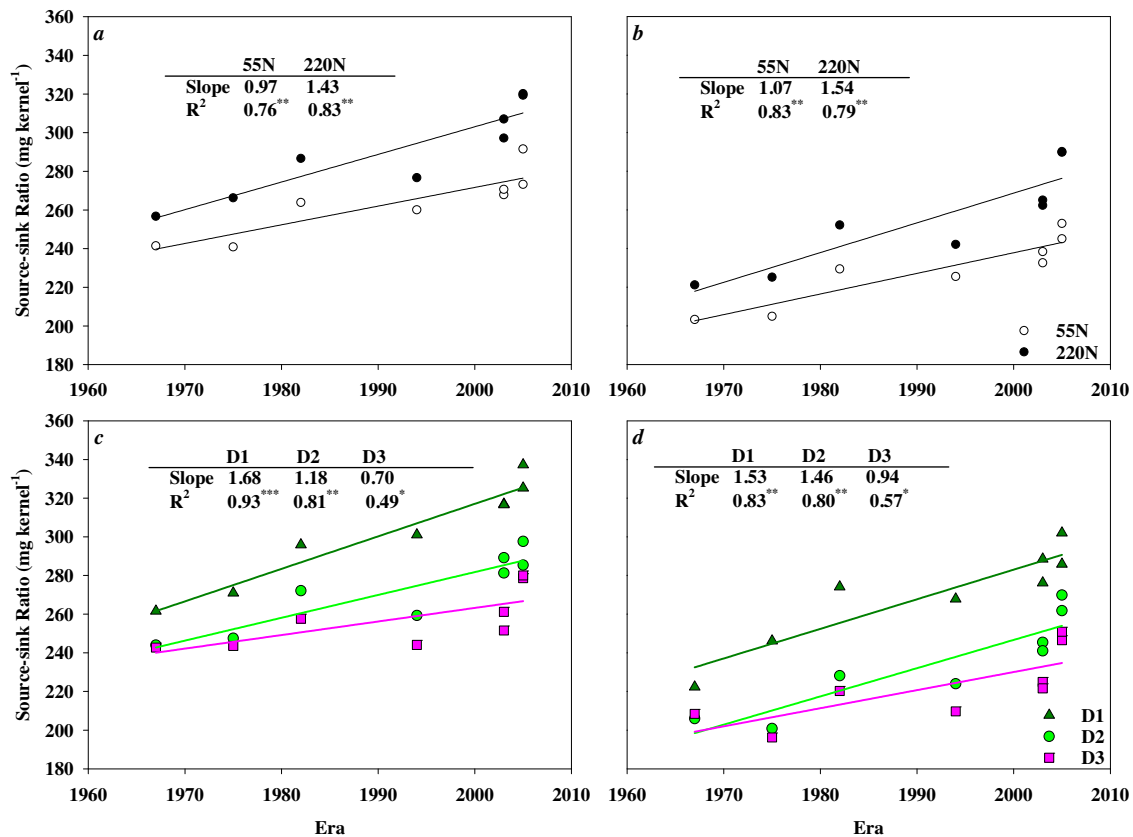 a
55N 220N
Slope 0.97 1.43
R² 0.76** 0.83**
Source-sink Ratio (mg kernel⁻¹)
360
340
320
300
280
260
240
220
200
180
1960 1970 1980 1990 2000 2010
b
55N 220N
Slope 1.07 1.54
R² 0.83** 0.79**
55N
220N
1960 1970 1980 1990 2000 2010
c
D1 D2 D3
Slope 1.68 1.18 0.70
R² 0.93*** 0.81** 0.49*
Source-sink Ratio (mg kernel⁻¹)
360
340
320
300
280
260
240
220
200
180
1960 1970 1980 1990 2000 2010
Era
d
D1 D2 D3
Slope 1.53 1.46 0.94
R² 0.83** 0.80** 0.57*
D1
D2
D3
1960 1970 1980 1990 2000 2010
Era